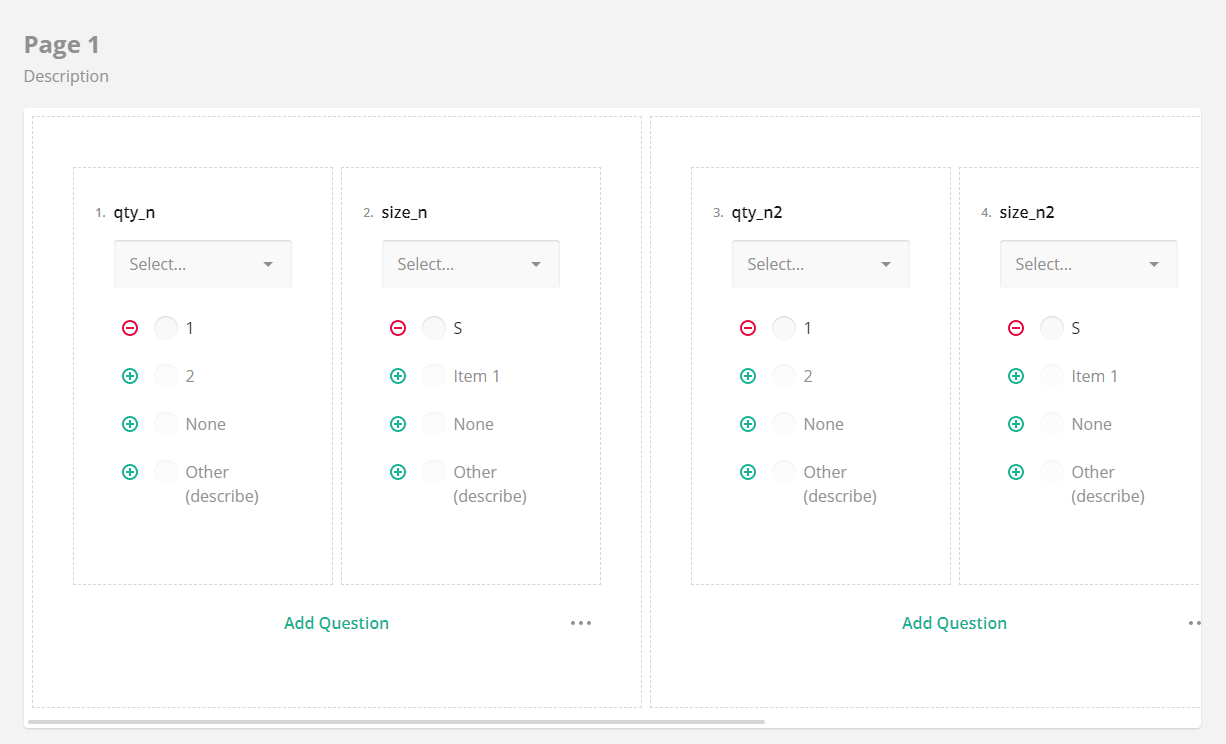 Page 1
Description
1. qty_n
Select...
1
2
None
Other
(describe)
2. size_n
Select...
S
Item 1
None
Other
(describe)
Add Question
3. qty_n2
Select...
1
2
None
Other
(describe)
4. size_n2
Select...
S
Item 1
None
Other
(describe)
Add Question